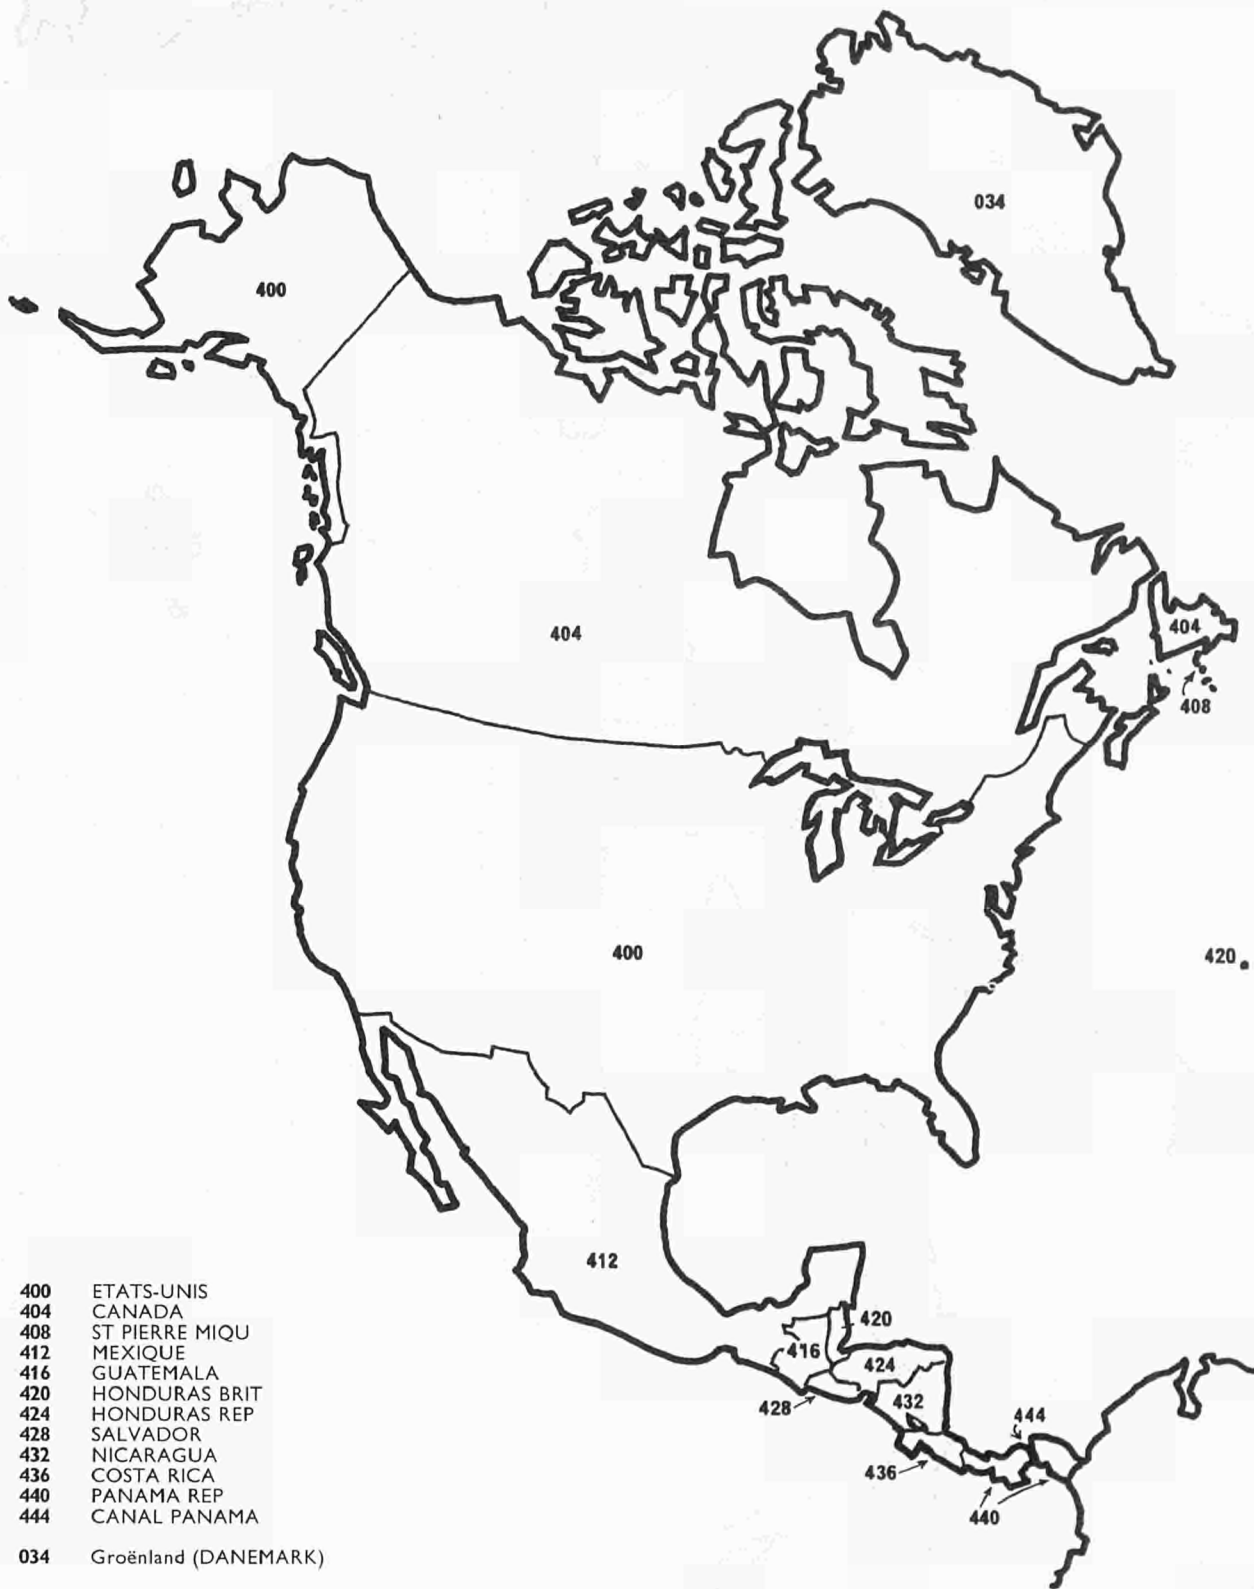 034
400
404
404
408
400
420
412
420
416
424
428
432
444
436
440
400 ETATS-UNIS
404 CANADA
408 ST PIERRE MIQU
412 MEXIQUE
416 GUATEMALA
420 HONDURAS BRIT
424 HONDURAS REP
428 SALVADOR
432 NICARAGUA
436 COSTA RICA
440 PANAMA REP
444 CANAL PANAMA
034 Groënland (DANEMARK)